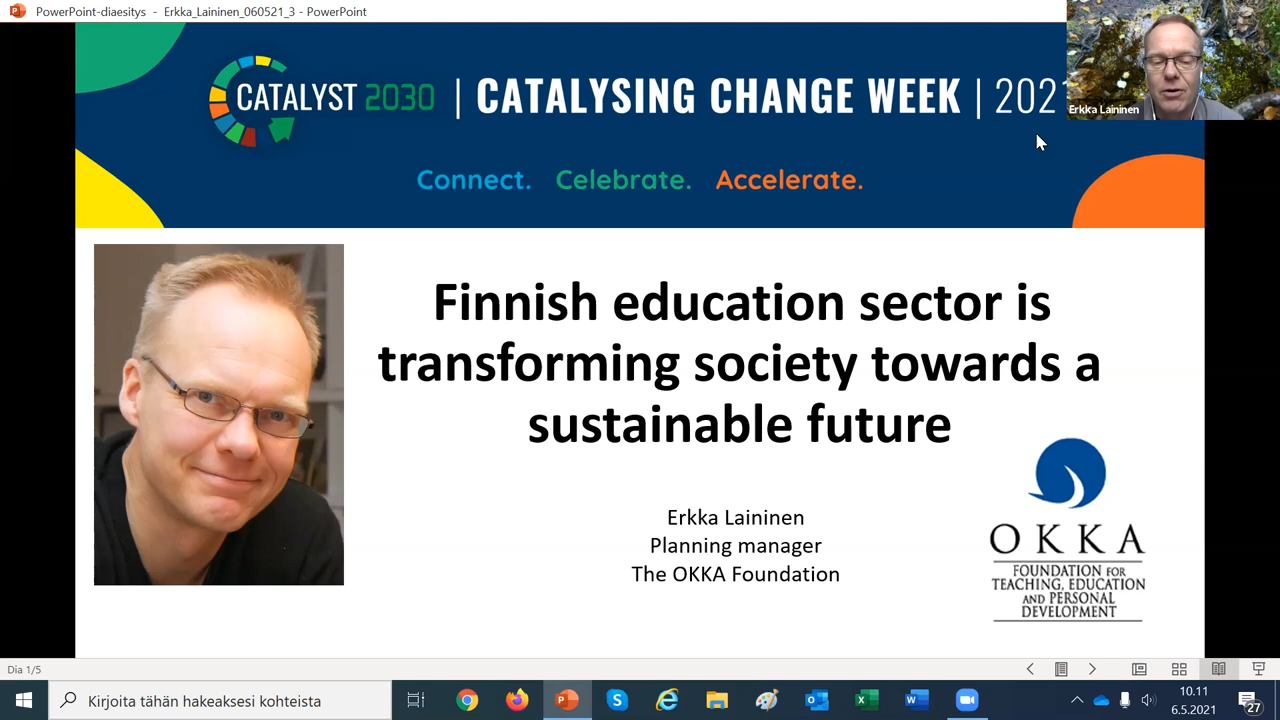 PowerPoint-diaesitys - Erkka_Laininen_060521_3 - PowerPoint
CATALYST 2030 | CATALYSING CHANGE WEEK | 202
Erkka Laininen
Connect. Celebrate. Accelerate.
Finnish education sector is
transforming society towards a
sustainable future
Erkka Laininen
Planning manager
The OKKA Foundation
OKKA
FOUNDATION FOR
TEACHING, EDUCATION
AND PERSONAL
DEVELOPMENT
Dia 1/5
Kirjoita tähän hakeaksesi kohteista
10.11
6.5.2021
27